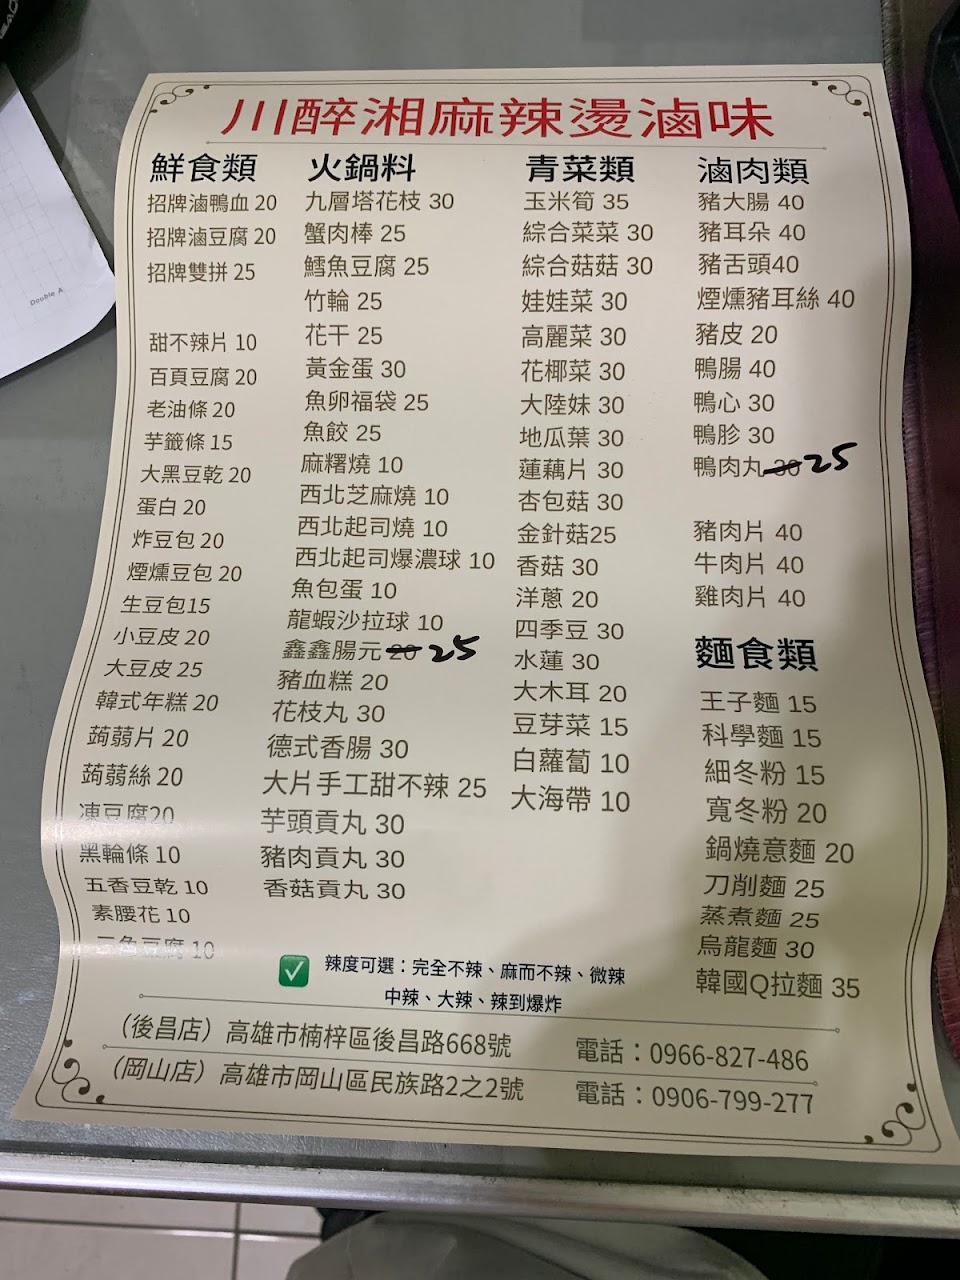 川醉湘麻辣燙滷味
鮮食類
招牌滷鴨血 20
招牌滷豆腐 20
招牌雙拼 25
甜不辣片 10
百頁豆腐 20
老油條 20
芋籤條 15
大黑豆乾 20
蛋白 20
炸豆包 20
煙燻豆包 20
生豆包15
小豆皮 20
大豆皮 25
韓式年糕 20
蒟蒻片 20
蒟蒻絲 20
凍豆腐20
黑輪條 10
五香豆乾 10
素腰花 10
三角豆腐 10
火鍋料
九層塔花枝 30
蟹肉棒 25
鱈魚豆腐 25
竹輪 25
花干 25
黃金蛋 30
魚卵福袋 25
魚餃 25
麻糬燒 10
西北芝麻燒 10
西北起司燒 10
西北起司爆濃球 10
魚包蛋 10
龍蝦沙拉球 10
鑫鑫腸元 20 25
豬血糕 20
花枝丸 30
德式香腸 30
大片手工甜不辣 25
芋頭貢丸 30
豬肉貢丸 30
香菇貢丸 30
青菜類
玉米筍 35
綜合菜菜 30
綜合菇菇 30
娃娃菜 30
高麗菜 30
花椰菜 30
大陸妹 30
地瓜葉 30
蓮藕片 30
杏包菇 30
金針菇25
香菇 30
洋蔥 20
四季豆 30
水蓮 30
大木耳 20
豆芽菜 15
白蘿蔔 10
大海帶 10
滷肉類
豬大腸 40
豬耳朵 40
豬舌頭40
煙燻豬耳絲 40
豬皮 20
鴨腸 40
鴨心 30
鴨胗 30
鴨肉丸 30 25
豬肉片 40
牛肉片 40
雞肉片 40
麵食類
王子麵 15
科學麵 15
細冬粉 15
寬冬粉 20
鍋燒意麵 20
刀削麵 25
蒸煮麵 25
烏龍麵 30
韓國Q拉麵 35
✅ 辣度可選：完全不辣、麻而不辣、微辣
中辣、大辣、辣到爆炸
（後昌店）高雄市楠梓區後昌路668號 電話：0966-827-486
（岡山店）高雄市岡山區民族路2之2號 電話：0906-799-277
Double A